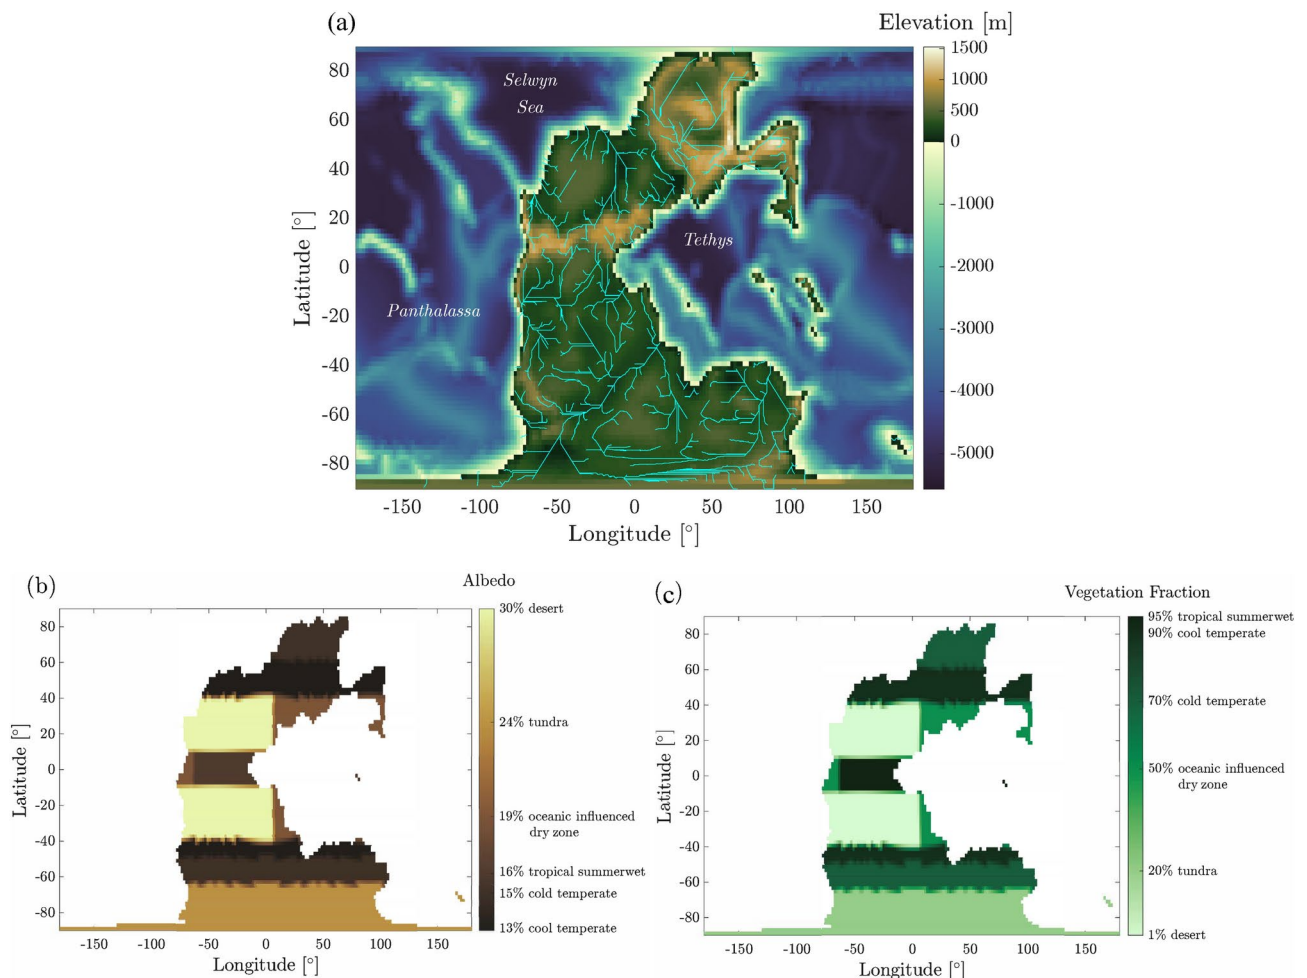 (a)
Elevation [m]
Selwyn
Sea
Tethys
Panthalassa
80
60
40
20
0
-20
-40
-60
-80
Latitude [°]
-150
-100
-50
0
50
100
150
Longitude [°]
1500
1000
500
0
-1000
-2000
-3000
-4000
-5000
(b)
Albedo
80
60
40
20
0
-20
-40
-60
-80
Latitude [°]
-150
-100
-50
0
50
100
150
Longitude [°]
30% desert
24% tundra
19% oceanic influenced
dry zone
16% tropical summerwet
15% cold temperate
13% cool temperate
(c)
Vegetation Fraction
80
60
40
20
0
-20
-40
-60
-80
Latitude [°]
-150
-100
-50
0
50
100
150
Longitude [°]
95% tropical summerwet
90% cool temperate
70% cold temperate
50% oceanic influenced
dry zone
20% tundra
1% desert